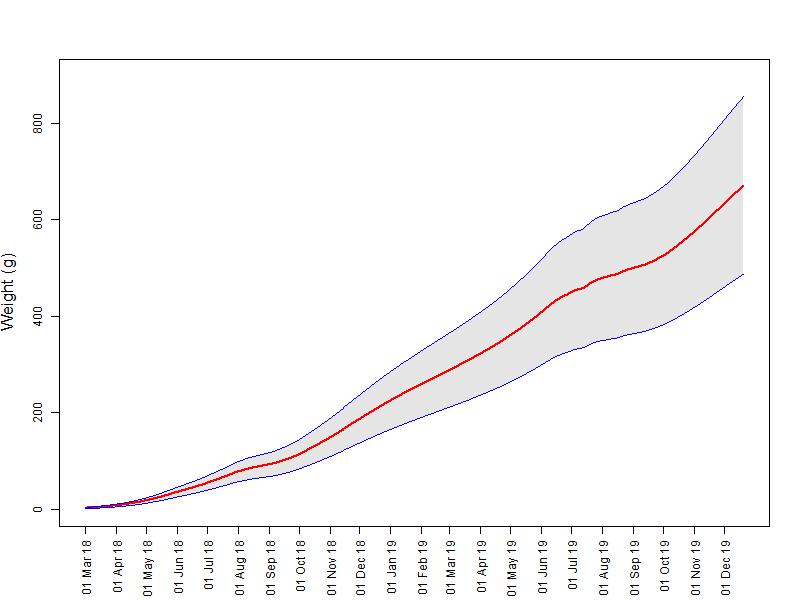 Weight (g)
800
600
400
200
0
01 Mar 18
01 Apr 18
01 May 18
01 Jun 18
01 Jul 18
01 Aug 18
01 Sep 18
01 Oct 18
01 Nov 18
01 Dec 18
01 Jan 19
01 Feb 19
01 Mar 19
01 Apr 19
01 May 19
01 Jun 19
01 Jul 19
01 Aug 19
01 Sep 19
01 Oct 19
01 Nov 19
01 Dec 19